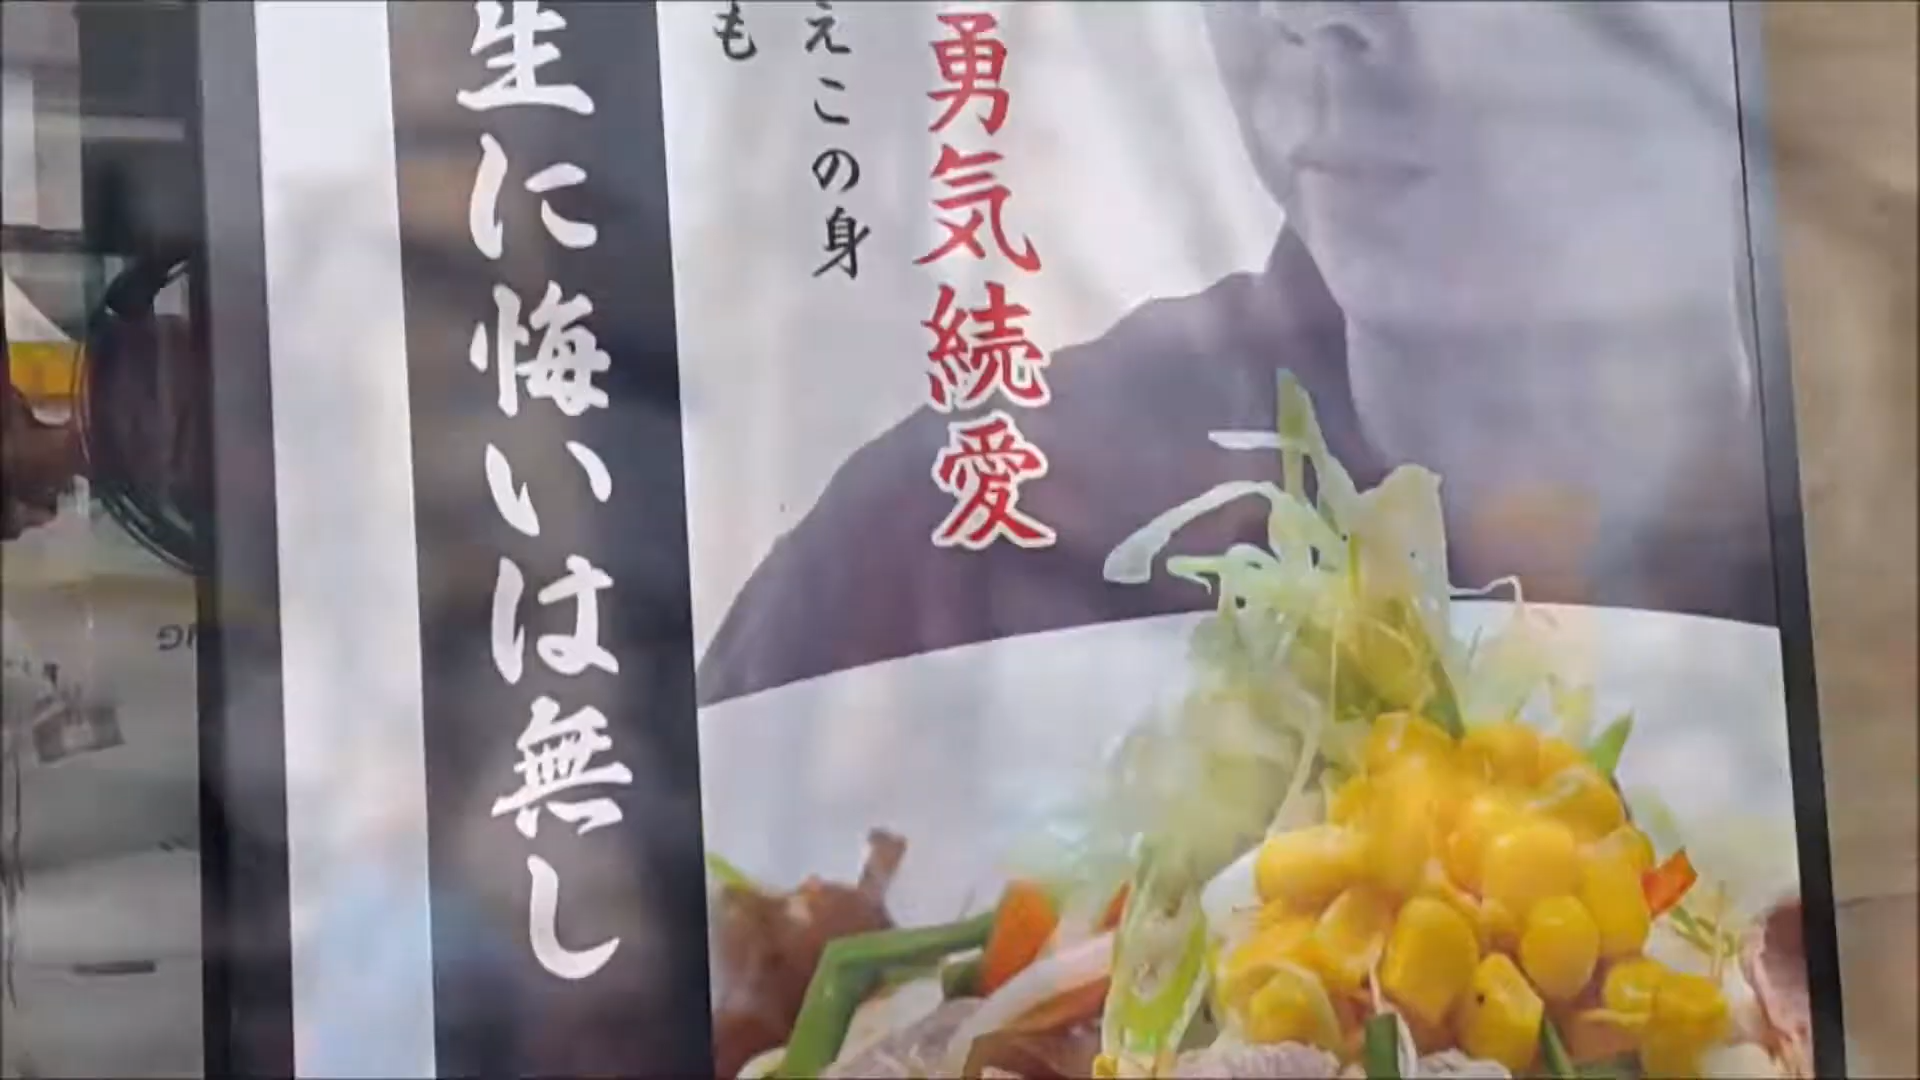 勇気続愛
えこの身
も
生に悔いは無し